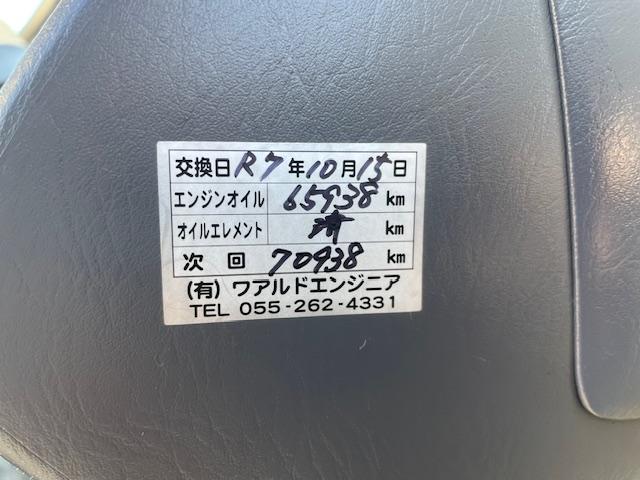 交換日 R7年10月15日
エンジンオイル 65938 km
オイルエレメント 済 km
次回 70938 km
(有) ワアルドエンジニア
TEL 055-262-4331